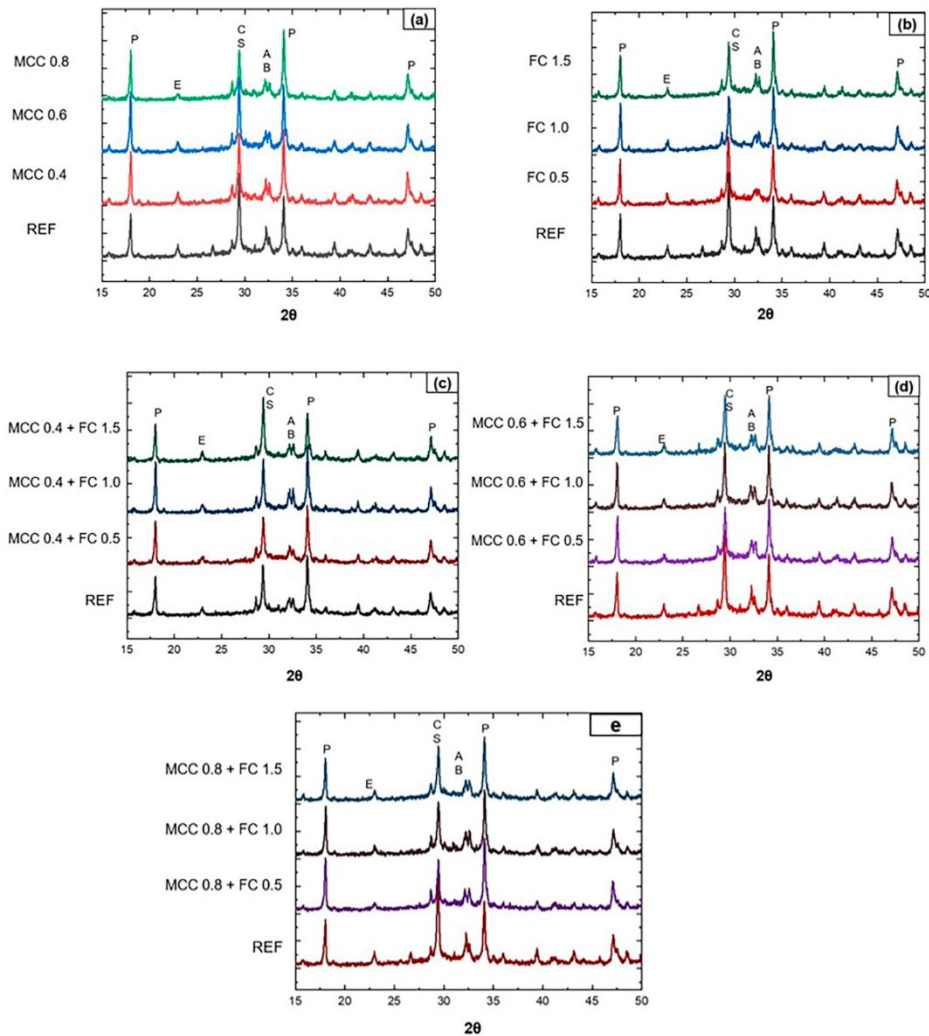 (a)
P
C
S
P
A
B
E
P
MCC 0.8
MCC 0.6
MCC 0.4
REF
15 20 25 30 35 40 45 50
2θ
(b)
P
C
S
P
A
B
E
P
FC 1.5
FC 1.0
FC 0.5
REF
15 20 25 30 35 40 45 50
2θ
(c)
P
C
S
P
A
B
E
P
MCC 0.4 + FC 1.5
MCC 0.4 + FC 1.0
MCC 0.4 + FC 0.5
REF
15 20 25 30 35 40 45 50
2θ
(d)
P
C
S
P
A
B
E
P
MCC 0.6 + FC 1.5
MCC 0.6 + FC 1.0
MCC 0.6 + FC 0.5
REF
15 20 25 30 35 40 45 50
2θ
e
P
C
S
P
A
B
E
P
MCC 0.8 + FC 1.5
MCC 0.8 + FC 1.0
MCC 0.8 + FC 0.5
REF
15 20 25 30 35 40 45 50
2θ